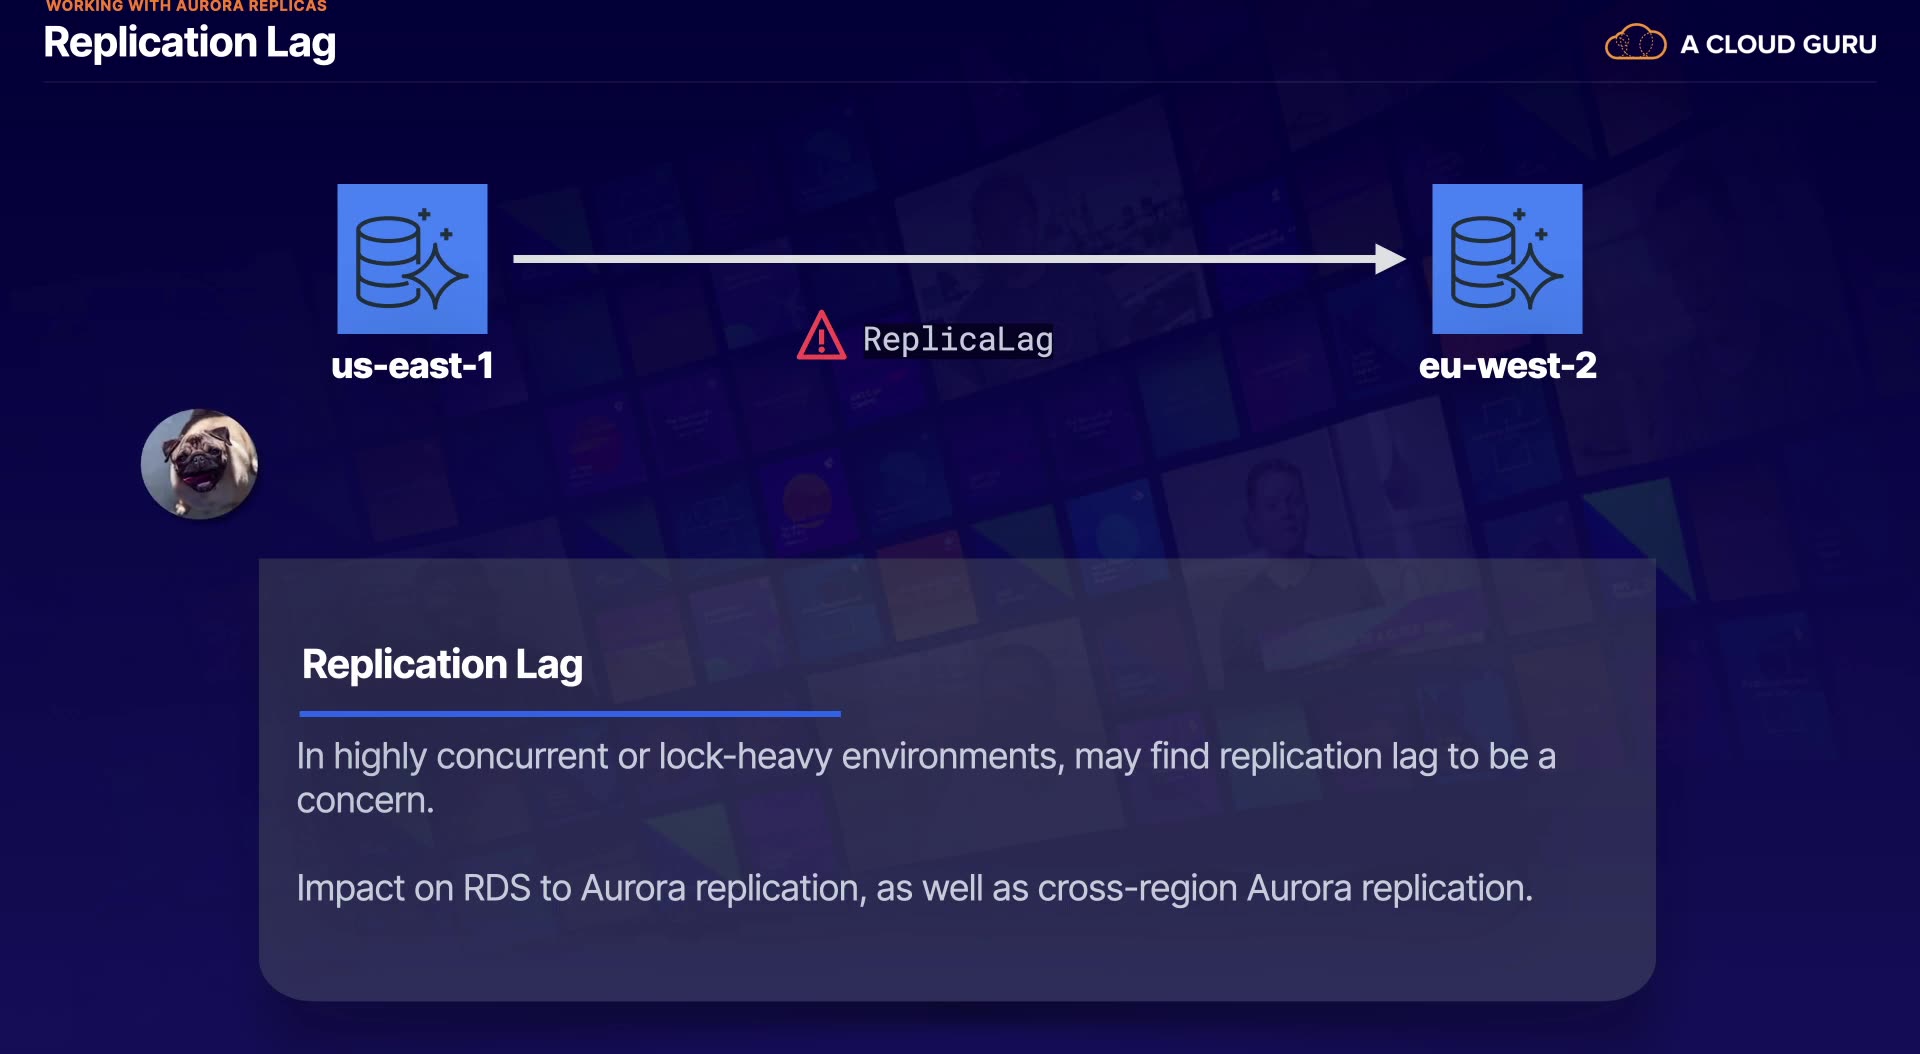 WORKING WITH AURORA REPLICAS
Replication Lag
A CLOUD GURU
us-east-1
ReplicaLag
eu-west-2
Replication Lag
In highly concurrent or lock-heavy environments, may find replication lag to be a
concern.
Impact on RDS to Aurora replication, as well as cross-region Aurora replication.